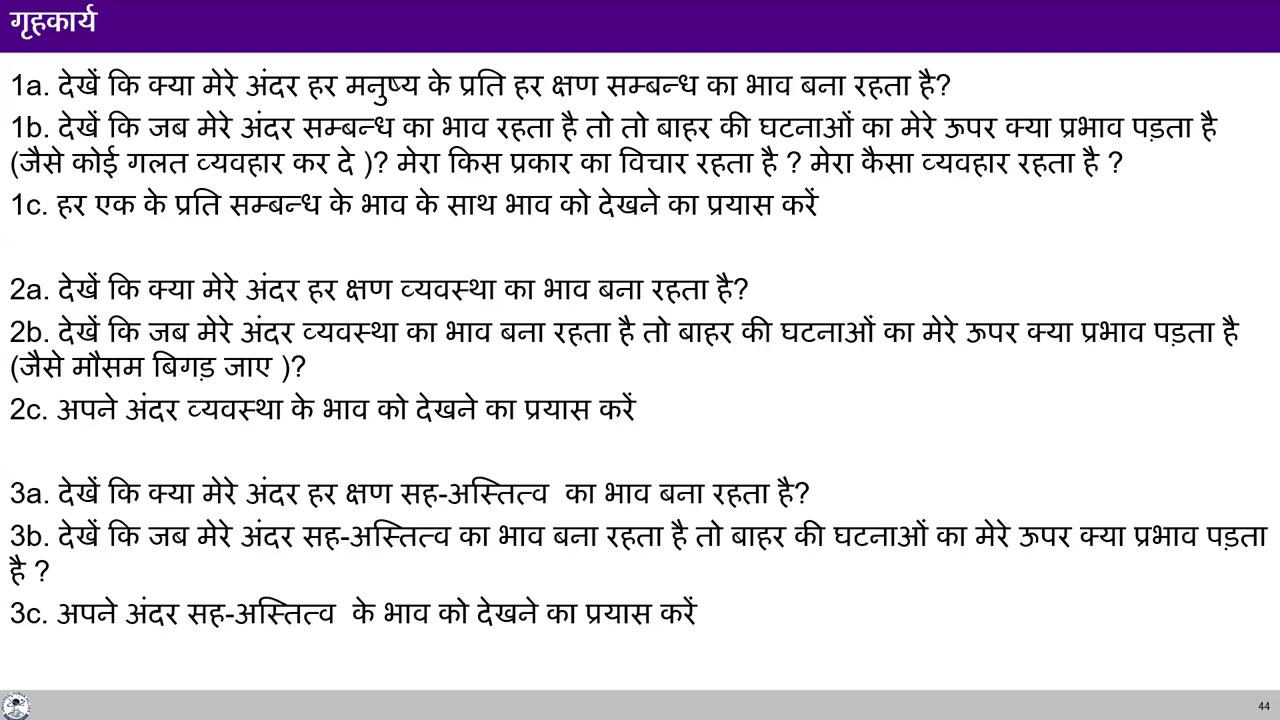 गृहकार्य
1a. देखें कि क्या मेरे अंदर हर मनुष्य के प्रति हर क्षण सम्बन्ध का भाव बना रहता है?
1b. देखें कि जब मेरे अंदर सम्बन्ध का भाव रहता है तो तो बाहर की घटनाओं का मेरे ऊपर क्या प्रभाव पड़ता है
(जैसे कोई गलत व्यवहार कर दे )? मेरा किस प्रकार का विचार रहता है ? मेरा कैसा व्यवहार रहता है ?
1c. हर एक के प्रति सम्बन्ध के भाव के साथ भाव को देखने का प्रयास करें
2a. देखें कि क्या मेरे अंदर हर क्षण व्यवस्था का भाव बना रहता है?
2b. देखें कि जब मेरे अंदर व्यवस्था का भाव बना रहता है तो बाहर की घटनाओं का मेरे ऊपर क्या प्रभाव पड़ता है
(जैसे मौसम बिगड़ जाए )?
2c. अपने अंदर व्यवस्था के भाव को देखने का प्रयास करें
3a. देखें कि क्या मेरे अंदर हर क्षण सह-अस्तित्व का भाव बना रहता है?
3b. देखें कि जब मेरे अंदर सह-अस्तित्व का भाव बना रहता है तो बाहर की घटनाओं का मेरे ऊपर क्या प्रभाव पड़ता
है ?
3c. अपने अंदर सह-अस्तित्व के भाव को देखने का प्रयास करें
44